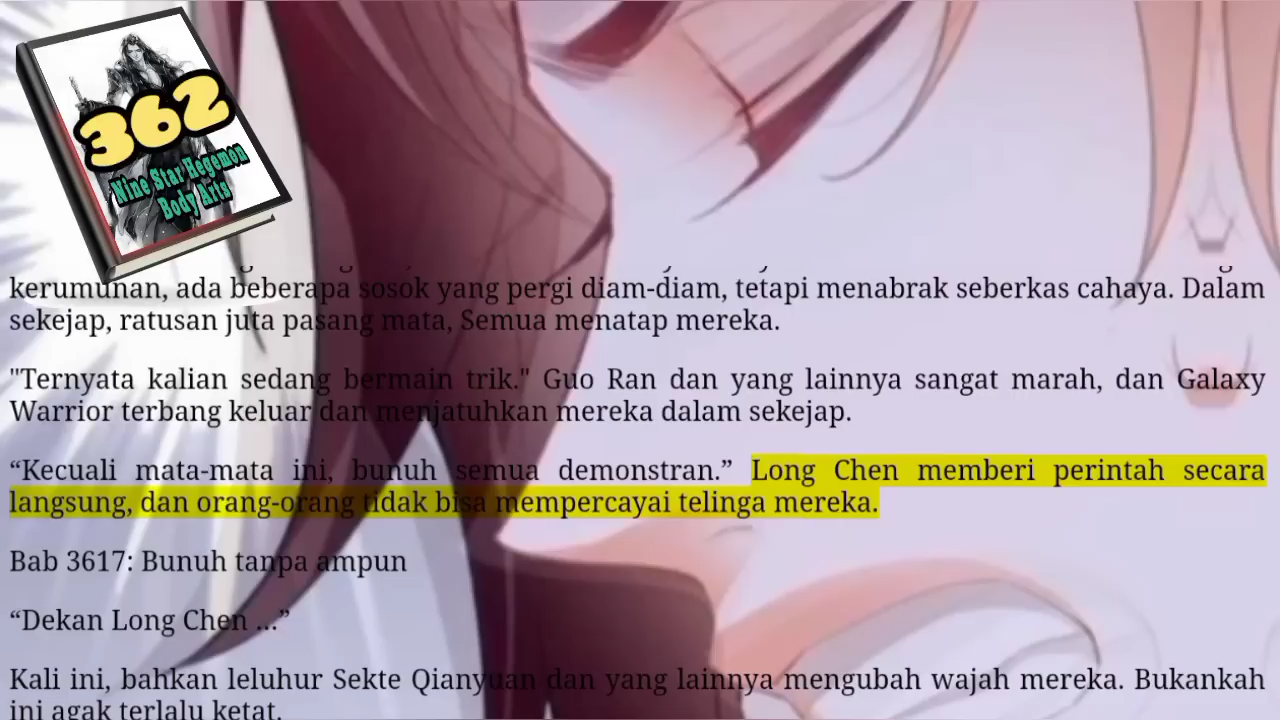 362
Nine Star Hegemon
Body Arts
kerumunan, ada beberapa sosok yang pergi diam-diam, tetapi menabrak seberkas cahaya. Dalam
sekejap, ratusan juta pasang mata, Semua menatap mereka.
"Ternyata kalian sedang bermain trik." Guo Ran dan yang lainnya sangat marah, dan Galaxy
Warrior terbang keluar dan menjatuhkan mereka dalam sekejap.
“Kecuali mata-mata ini, bunuh semua demonstran.” Long Chen memberi perintah secara
langsung, dan orang-orang tidak bisa mempercayai telinga mereka.
Bab 3617: Bunuh tanpa ampun
“Dekan Long Chen ...”
Kali ini, bahkan leluhur Sekte Qianyuan dan yang lainnya mengubah wajah mereka. Bukankah
ini agak terlalu ketat.